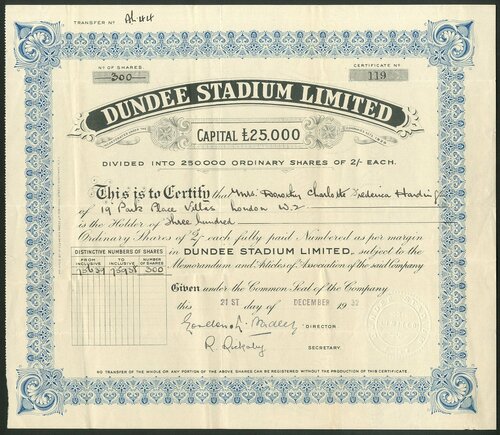 TRANSFER Nº Al. 44
Nº OF SHARES.
300
CERTIFICATE Nº
119
DUNDEE STADIUM LIMITED
CAPITAL £25.000
DIVIDED INTO 250000 ORDINARY SHARES OF 2/- EACH.
This is to Certify that Mrs. Dorothy Charlotte Frederica
of 19 Park Place Villas, London W.2
is the Holder of Three hundred
Ordinary Shares of 2/- each fully paid Numbered as per margin
in DUNDEE STADIUM LIMITED, subject to the
Memorandum and Articles of Association of the said Company
DISTINCTIVE NUMBERS OF SHARES
FROM INCLUSIVE TO INCLUSIVE NUMBER OF SHARES
75639 75938 300
Given under the Common Seal of the Company
this 21ST day of DECEMBER 1932
DIRECTOR
SECRETARY
NO TRANSFER OF THE WHOLE OR ANY PORTION OF THE ABOVE SHARES CAN BE REGISTERED WITHOUT THE PRODUCTION OF THIS CERTIFICATE.